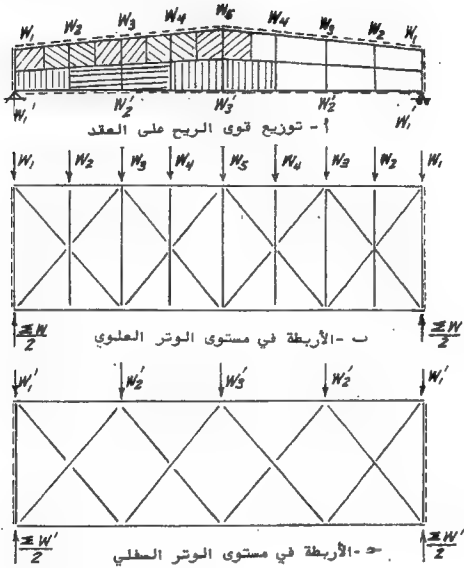 W₁ W₂ W₃ W₄ W₅ W₄ W₃ W₂ W₁
W₁' W₂' W₃' W₂' W₁'
أ - توزيع قوى الريح على العقد
W₁ W₂ W₃ W₄ W₅ W₄ W₃ W₂ W₁
ΣW/2 ΣW/2
ب - الأربطة في مستوى الوتر العلوي
W₁' W₂' W₃' W₂' W₁'
ΣW'/2 ΣW'/2
ج - الأربطة في مستوى الوتر السفلي